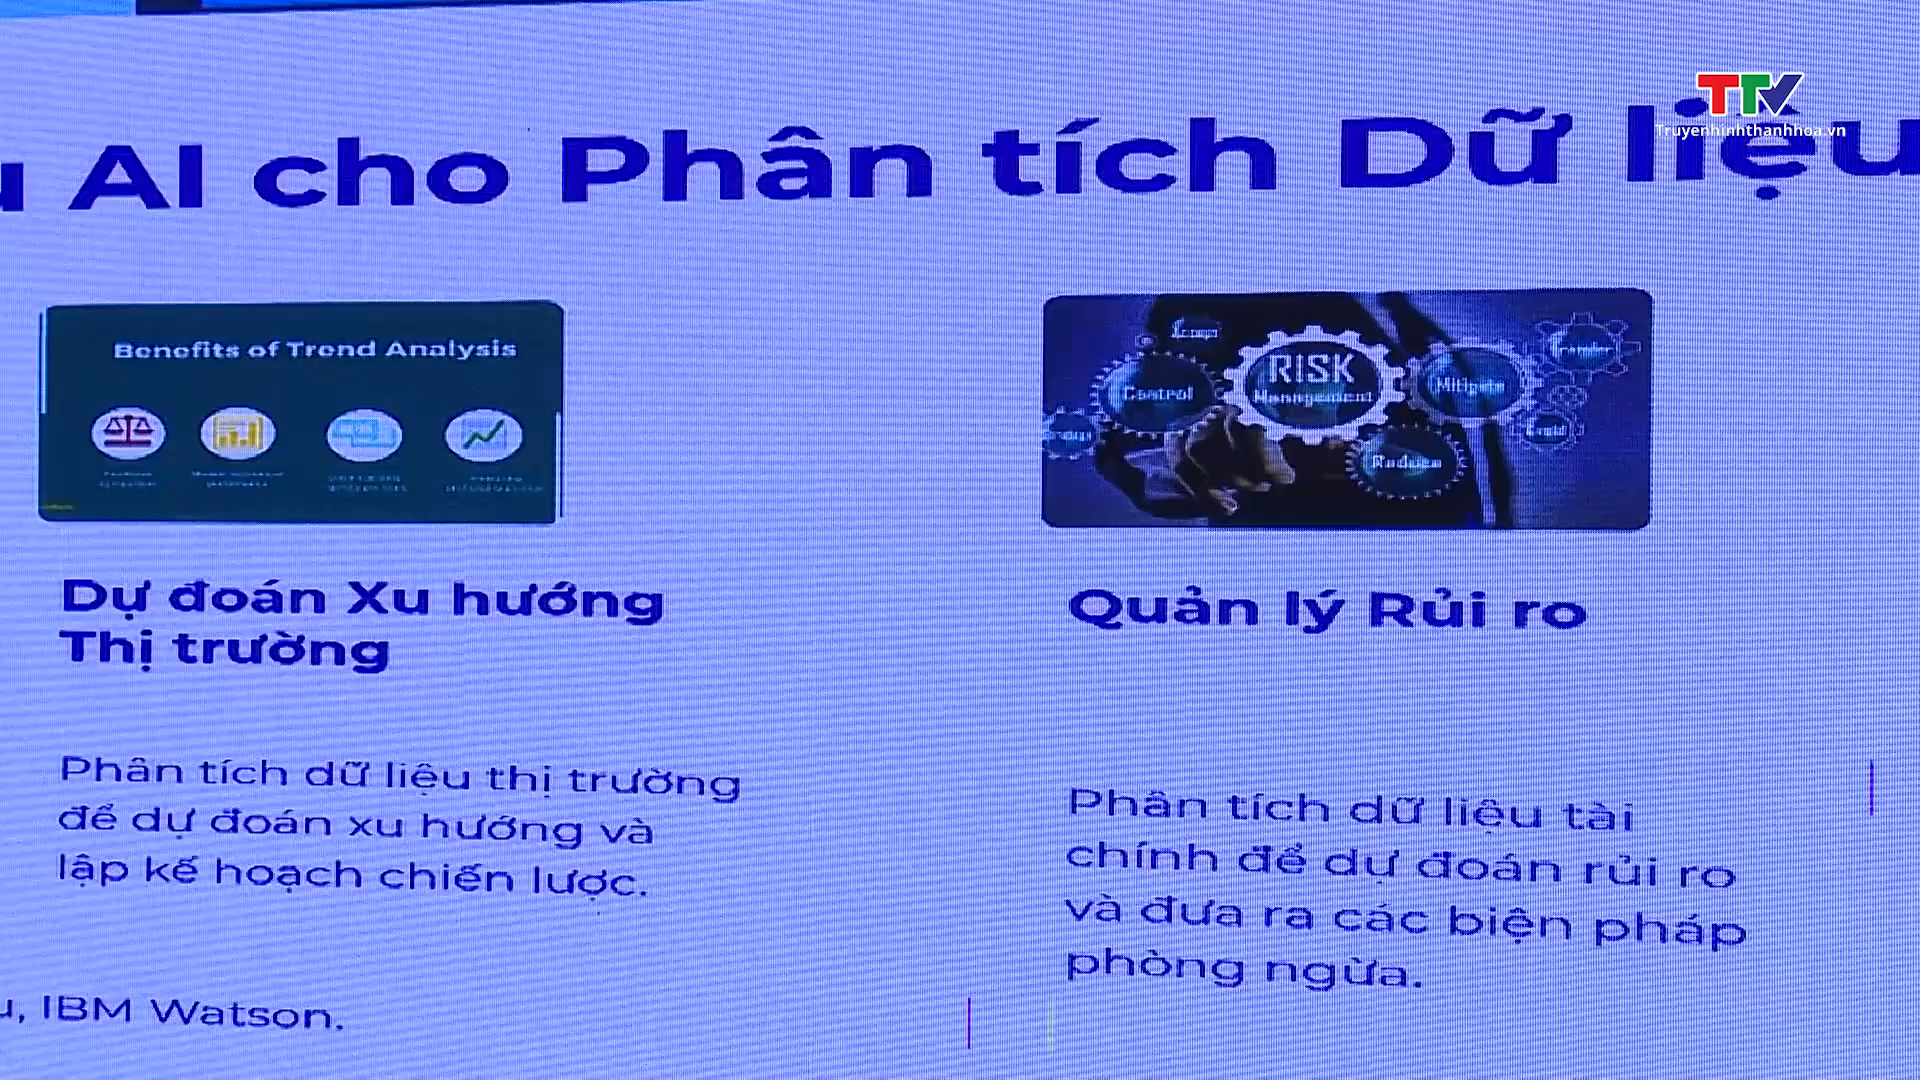 TTV
Truyenhinhthanhhoa.vn
AI cho Phân tích Dữ liệu
Benefits of Trend Analysis
RISK
Management
Control
Mitigate
Reduce
Dự đoán Xu hướng
Thị trường
Quản lý Rủi ro
Phân tích dữ liệu thị trường
để dự đoán xu hướng và
lập kế hoạch chiến lược.
Phân tích dữ liệu tài
chính để dự đoán rủi ro
và đưa ra các biện pháp
phòng ngừa.
u, IBM Watson.